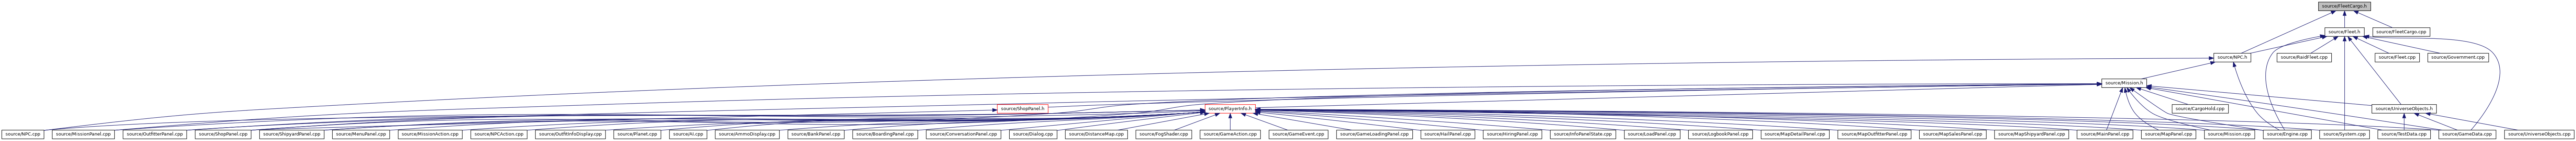 source/FleetCargo.h
source/Fleet.h
source/FleetCargo.cpp
source/NPC.h
source/RaidFleet.cpp
source/Fleet.cpp
source/Government.cpp
source/Mission.h
source/ShopPanel.h
source/PlayerInfo.h
source/CargoHold.cpp
source/UniverseObjects.h
source/NPC.cpp
source/MissionPanel.cpp
source/OutfitterPanel.cpp
source/ShopPanel.cpp
source/ShipyardPanel.cpp
source/MenuPanel.cpp
source/MissionAction.cpp
source/NPCAction.cpp
source/OutfitInfoDisplay.cpp
source/Planet.cpp
source/AI.cpp
source/AmmoDisplay.cpp
source/BankPanel.cpp
source/BoardingPanel.cpp
source/ConversationPanel.cpp
source/Dialog.cpp
source/DistanceMap.cpp
source/FogShader.cpp
source/GameAction.cpp
source/GameEvent.cpp
source/GameLoadingPanel.cpp
source/HailPanel.cpp
source/HiringPanel.cpp
source/InfoPanelState.cpp
source/LoadPanel.cpp
source/LogbookPanel.cpp
source/MapDetailPanel.cpp
source/MapOutfitterPanel.cpp
source/MapSalesPanel.cpp
source/MapShipyardPanel.cpp
source/MainPanel.cpp
source/MapPanel.cpp
source/Mission.cpp
source/Engine.cpp
source/System.cpp
source/TestData.cpp
source/GameData.cpp
source/UniverseObjects.cpp